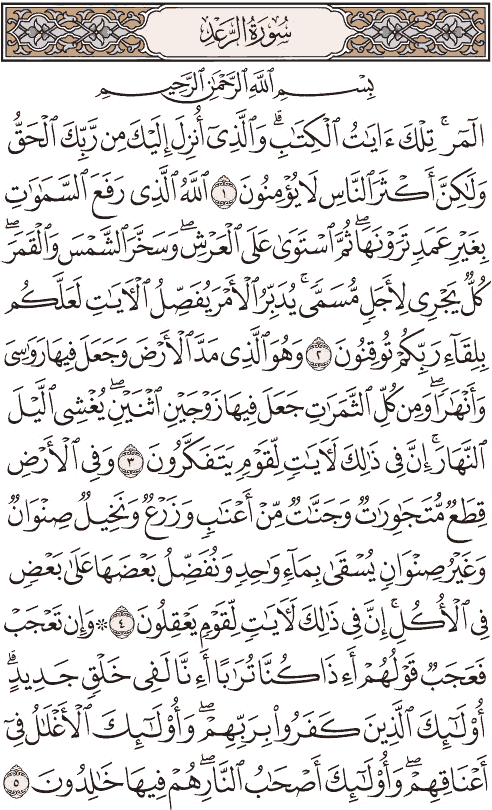 سُورَةُ الرَّعْدِ
بِسْمِ ٱللَّهِ ٱلرَّحْمَٰنِ ٱلرَّحِيمِ
الٓمٓرۚ تِلْكَ ءَايَٰتُ ٱلْكِتَٰبِۗ وَٱلَّذِىٓ أُنزِلَ إِلَيْكَ مِن رَّبِّكَ ٱلْحَقُّ
وَلَٰكِنَّ أَكْثَرَ ٱلنَّاسِ لَا يُؤْمِنُونَ ١ ٱللَّهُ ٱلَّذِى رَفَعَ ٱلسَّمَٰوَٰتِ
بِغَيْرِ عَمَدٍ تَرَوْنَهَاۖ ثُمَّ ٱسْتَوَىٰ عَلَى ٱلْعَرْشِۖ وَسَخَّرَ ٱلشَّمْسَ وَٱلْقَمَرَۖ
كُلٌّ يَجْرِى لِأَجَلٍ مُّسَمًّىۚ يُدَبِّرُ ٱلْأَمْرَ يُفَصِّلُ ٱلْءَايَٰتِ لَعَلَّكُم
بِلِقَآءِ رَبِّكُمْ تُوقِنُونَ ٢ وَهُوَ ٱلَّذِى مَدَّ ٱلْأَرْضَ وَجَعَلَ فِيهَا رَوَٰسِىَ
وَأَنْهَٰرًاۖ وَمِن كُلِّ ٱلثَّمَرَٰتِ جَعَلَ فِيهَا زَوْجَيْنِ ٱثْنَيْنِۖ يُغْشِى ٱلَّيْلَ
ٱلنَّهَارَۚ إِنَّ فِى ذَٰلِكَ لَءَايَٰتٍ لِّقَوْمٍ يَتَفَكَّرُونَ ٣ وَفِى ٱلْأَرْضِ
قِطَعٌ مُّتَجَٰوِرَٰتٌ وَجَنَّٰتٌ مِّنْ أَعْنَٰبٍ وَزَرْعٌ وَنَخِيلٌ صِنْوَانٌ
وَغَيْرُ صِنْوَانٍ يُسْقَىٰ بِمَآءٍ وَٰحِدٍ وَنُفَضِّلُ بَعْضَهَا عَلَىٰ بَعْضٍ
فِى ٱلْأُكُلِۚ إِنَّ فِى ذَٰلِكَ لَءَايَٰتٍ لِّقَوْمٍ يَعْقِلُونَ ٤ ۞ وَإِن تَعْجَبْ
فَعَجَبٌ قَوْلُهُمْ أَءِذَا كُنَّا تُرَٰبًا أَءِنَّا لَفِى خَلْقٍ جَدِيدٍۗ
أُو۟لَٰٓئِكَ ٱلَّذِينَ كَفَرُوا۟ بِرَبِّهِمْۖ وَأُو۟لَٰٓئِكَ ٱلْأَغْلَٰلُ فِىٓ
أَعْنَاقِهِمْۖ وَأُو۟لَٰٓئِكَ أَصْحَٰبُ ٱلنَّارِۖ هُمْ فِيهَا خَٰلِدُونَ ٥